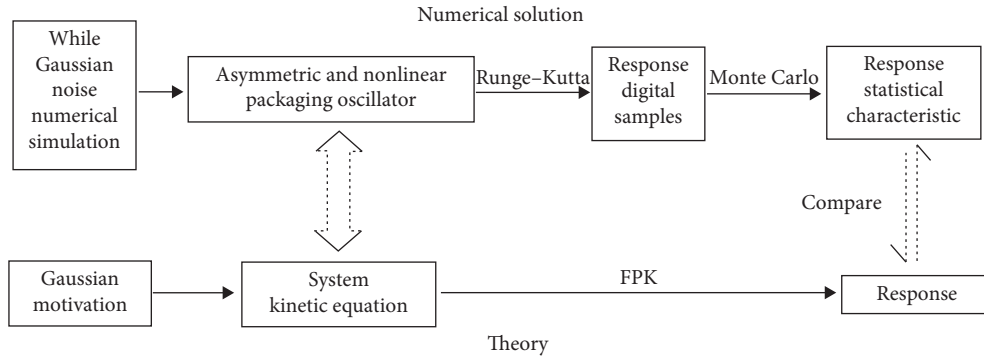 Numerical solution
While
Gaussian
noise
numerical
simulation
Asymmetric and nonlinear
packaging oscillator
Runge–Kutta
Response
digital
samples
Monte Carlo
Response
statistical
characteristic
Compare
Gaussian
motivation
System
kinetic equation
FPK
Response
Theory